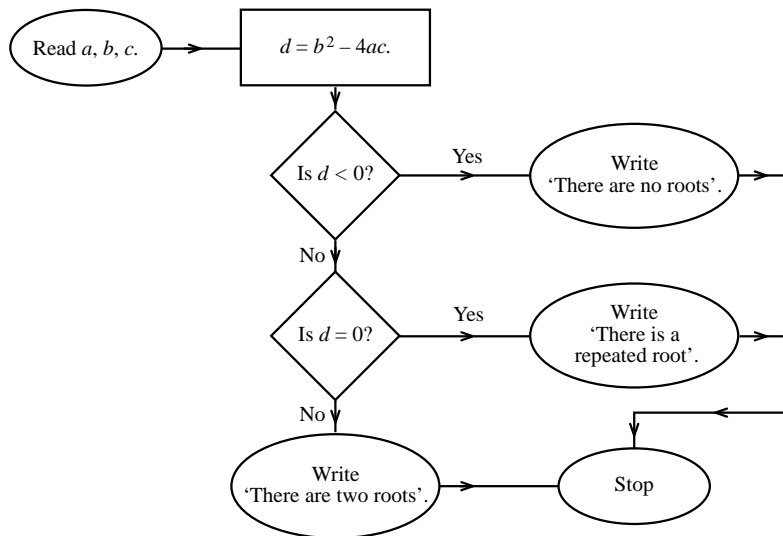 Read a, b, c.
d = b² – 4ac.
Is d < 0?
Yes
Write
‘There are no roots’.
No
Is d = 0?
Yes
Write
‘There is a
repeated root’.
No
Write
‘There are two roots’.
Stop